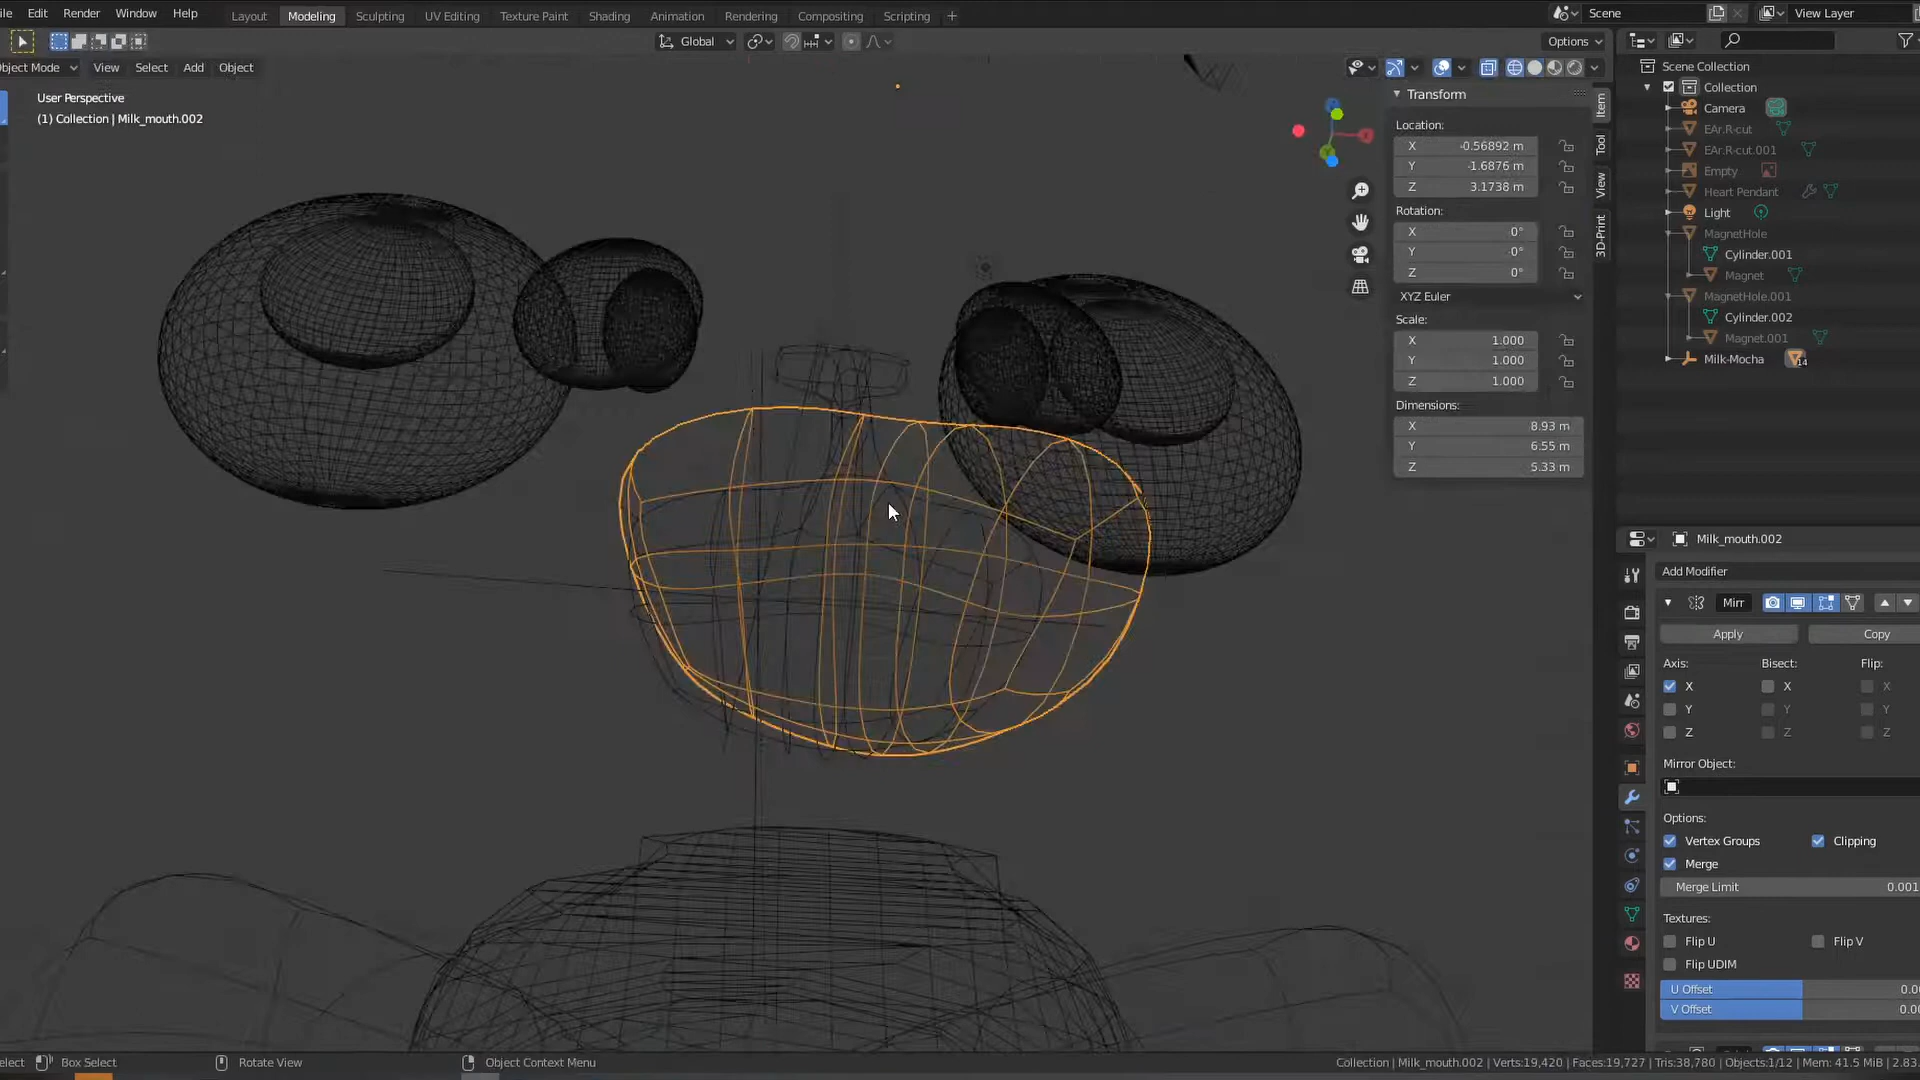 ile Edit Render Window Help Layout Modeling Sculpting UV Editing Texture Paint Shading Animation Rendering Compositing Scripting + Scene View Layer
Global Options
bject Mode View Select Add Object
User Perspective
(1) Collection | Milk_mouth.002
Transform
Location:
X -0.56892 m
Y -1.6876 m
Z 3.1738 m
Rotation:
X 0°
Y 0°
Z 0°
XYZ Euler
Scale:
X 1.000
Y 1.000
Z 1.000
Dimensions:
X 8.93 m
Y 6.55 m
Z 5.33 m
Item
Tool
View
3D-Print
Scene Collection
Collection
Camera
EAr.R-cut
EAr.R-cut.001
Empty
Heart Pendant
Light
MagnetHole
Cylinder.001
Magnet
MagnetHole.001
Cylinder.002
Magnet.001
Milk-Mocha 14
Milk_mouth.002
Add Modifier
Mirr
Apply Copy
Axis: Bisect: Flip:
X X X
Y Y Y
Z Z Z
Mirror Object:
Options:
Vertex Groups Clipping
Merge
Merge Limit 0.001
Textures:
Flip U Flip V
Flip UDIM
U Offset 0.00
V Offset 0.00
elect Box Select Rotate View Object Context Menu Collection | Milk_mouth.002 | Verts:19,420 | Faces:19,727 | Tris:38,780 | Objects:1/12 | Mem: 41.5 MiB | 2.83